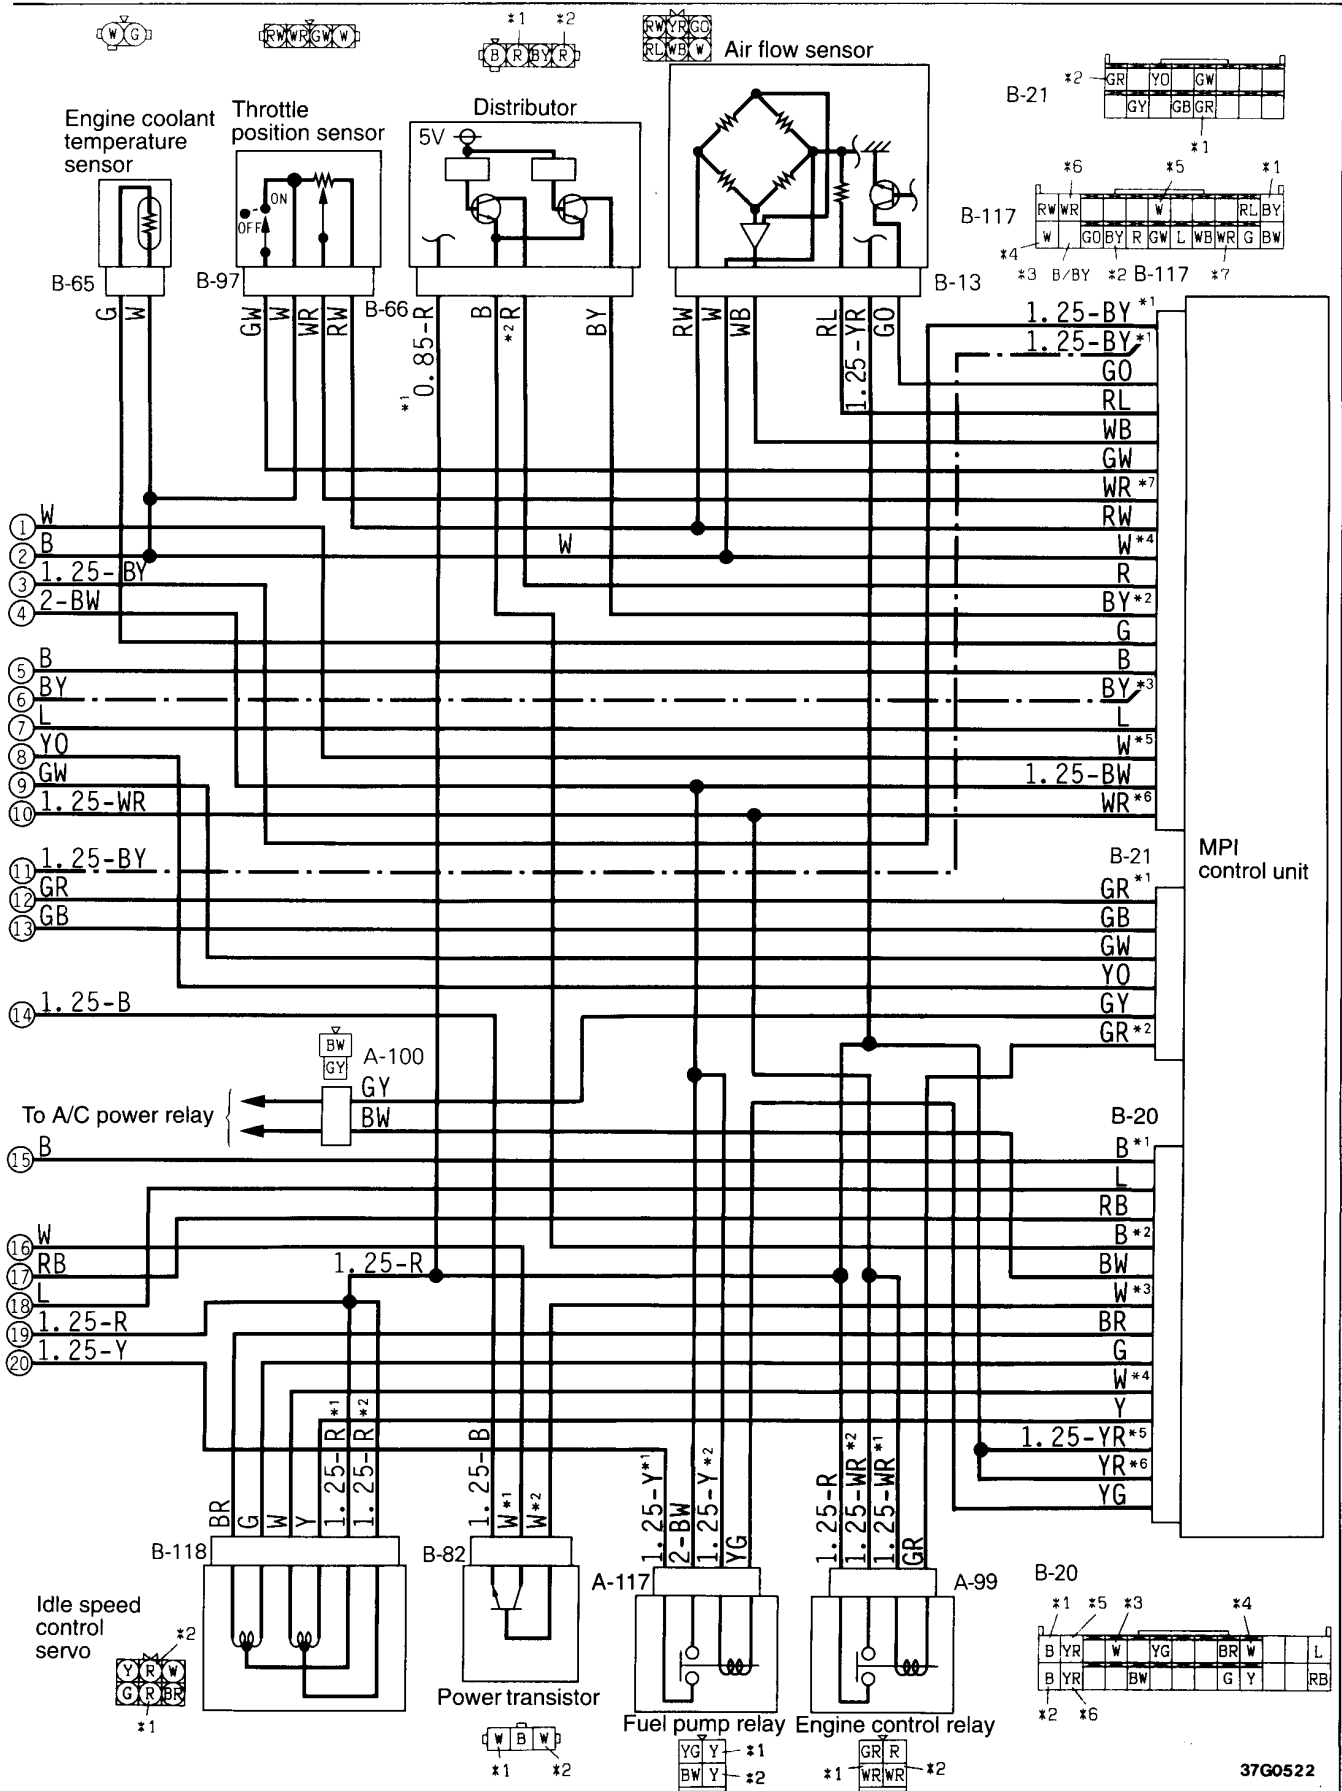 W G
RW WR GW W
*1 *2
B R BY R
RW YR GO
RL WB W
Air flow sensor
B-21
*2 GR YO GW
GY GB GR
*1
Engine coolant
temperature
sensor
Throttle
position sensor
Distributor
5V
ON
OFF
*6 *5 *1
B-117
RW WR W RL BY
W GO BY R GW L WB WR G BW
*4 *3 B/BY *2 B-117 *7
B-65
B-97
B-66
B-13
G
W
GW
W
WR
RW
*1 0.85-R
B
*2 R
BY
RW
W
WB
RL
1.25-YR
GO
1.25-BY *1
1.25-BY *1
GO
RL
WB
GW
WR *7
RW
W *4
R
BY *2
G
B
BY *3
L
W *5
1.25-BW
WR *6
1 W
2 B
W
3 1.25-BY
4 2-BW
5 B
6 BY
7 L
8 YO
9 GW
10 1.25-WR
11 1.25-BY
12 GR
13 GB
14 1.25-B
B-21
MPI
control unit
GR *1
GB
GW
YO
GY
GR *2
BW
GY
A-100
GY
BW
To A/C power relay
B-20
15 B
16 W
17 RB
18 L
19 1.25-R
20 1.25-Y
1.25-R
B *1
L
RB
B *2
BW
W *3
BR
G
W *4
Y
1.25-YR *5
YR *6
YG
BR
G
W
Y
1.25-R *1
1.25-R *2
1.25-B
W *1
W *2
1.25-Y *1
2-BW
1.25-Y *2
YG
1.25-R
1.25-WR *2
1.25-WR *1
GR
B-118
B-82
A-117
A-99
B-20
Idle speed
control
servo
*2
Y R W
G R BR
*1
Power transistor
W B W
*1 *2
Fuel pump relay
YG Y *1
BW Y *2
Engine control relay
GR R
*1 WR WR *2
*1 *5 *3 *4
B YR W YG BR W L
B YR BW G Y RB
*2 *6
37G0522